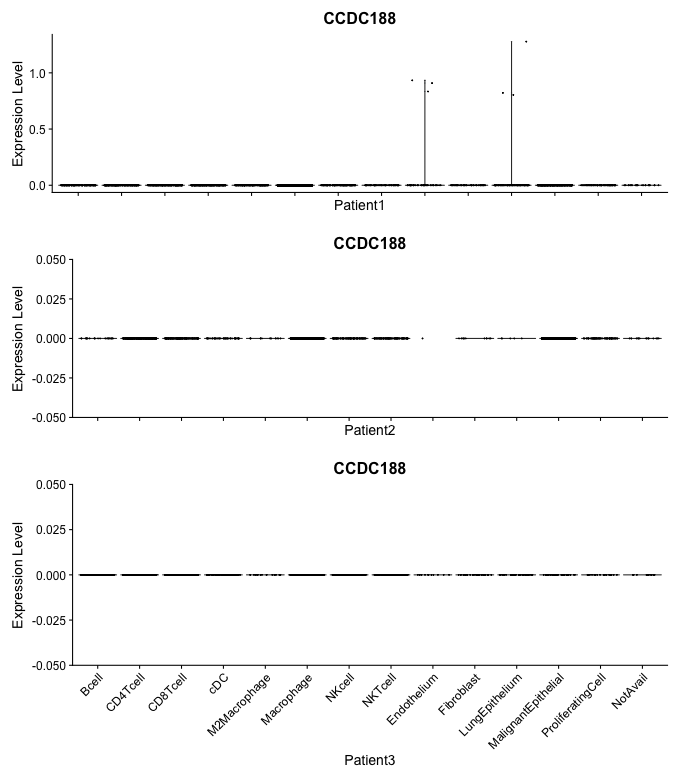 CCDC188
Expression Level
1.0
0.5
0.0
Patient1
CCDC188
Expression Level
0.050
0.025
0.000
-0.025
-0.050
Patient2
CCDC188
Expression Level
0.050
0.025
0.000
-0.025
-0.050
Bcell
CD4Tcell
CD8Tcell
cDC
M2Macrophage
Macrophage
NKcell
NKTcell
Endothelium
Fibroblast
LungEpithelium
MalignantEpithelial
ProliferatingCell
NotAvail
Patient3